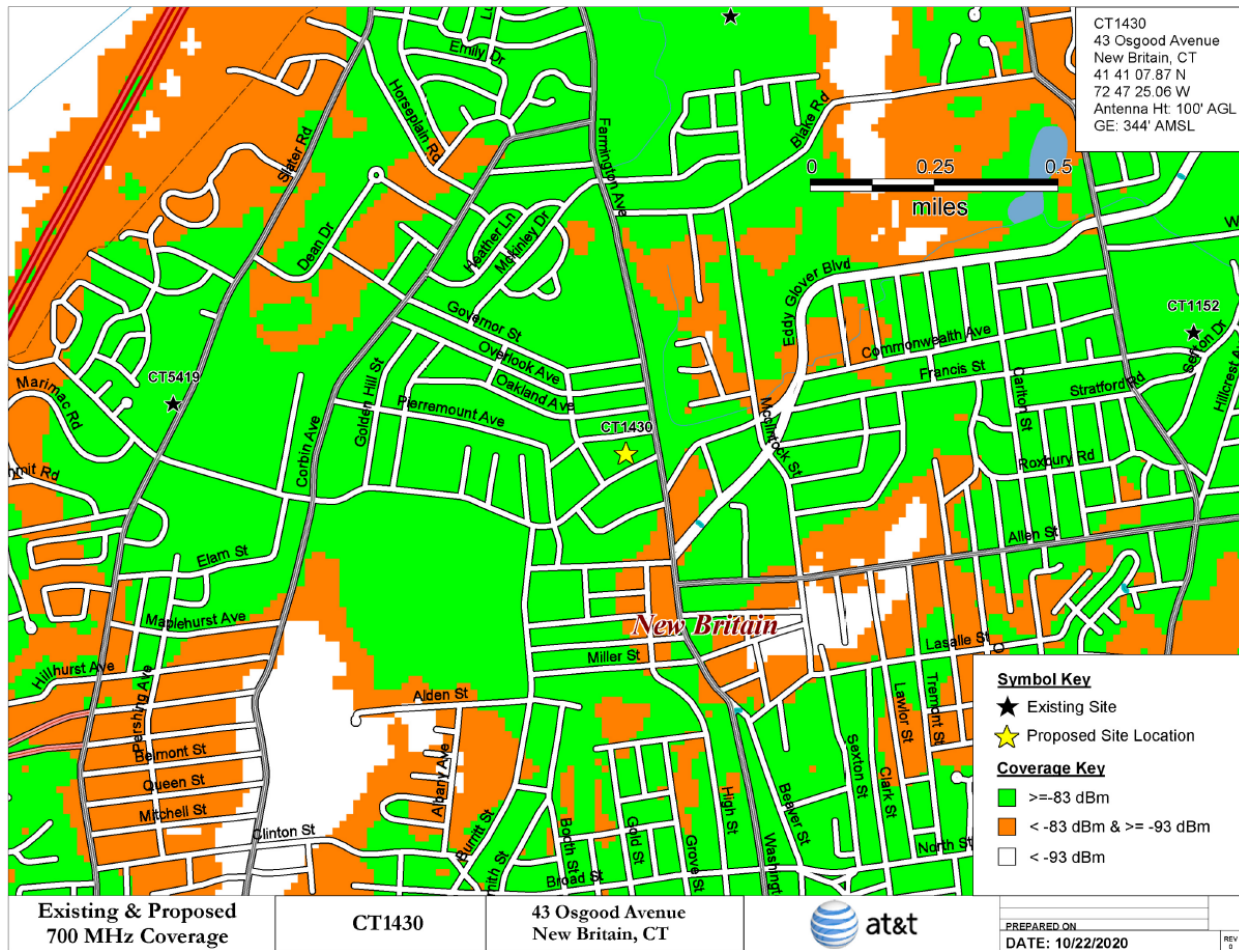 CT1430
43 Osgood Avenue
New Britain, CT
41 41 07.87 N
72 47 25.06 W
Antenna Ht: 100' AGL
GE: 344' AMSL
0 0.25 0.5
miles
Emily Dr
Horseplain Rd
Slater Rd
Farmington Ave
Blake Rd
Dean Dr
Heather Ln
Mckinley Dr
Eddy Glover Blvd
Governor St
Overlook Ave
Oakland Ave
Pierremount Ave
Golden Hill St
Corbin Ave
Marimac Rd
CT5419
CT1430
CT1152
Commonwealth Ave
Francis St
Carlton St
Stratford Rd
Sefton Dr
Mcclintock St
Roxbury Rd
Allen St
Elam St
Maplehurst Ave
Hillhurst Ave
Pershing Ave
Belmont St
Queen St
Mitchell St
Clinton St
New Britain
Miller St
Alden St
Albany Ave
Burritt St
Booth St
Gold St
Grove St
High St
Broad St
Beaver St
Sexton St
Clark St
Lawlor St
Tremont St
Lasalle St
North St
Symbol Key
Existing Site
Proposed Site Location
Coverage Key
>=-83 dBm
< -83 dBm & >= -93 dBm
< -93 dBm
Existing & Proposed
700 MHz Coverage
CT1430
43 Osgood Avenue
New Britain, CT
at&t
PREPARED ON
DATE: 10/22/2020
REV
0